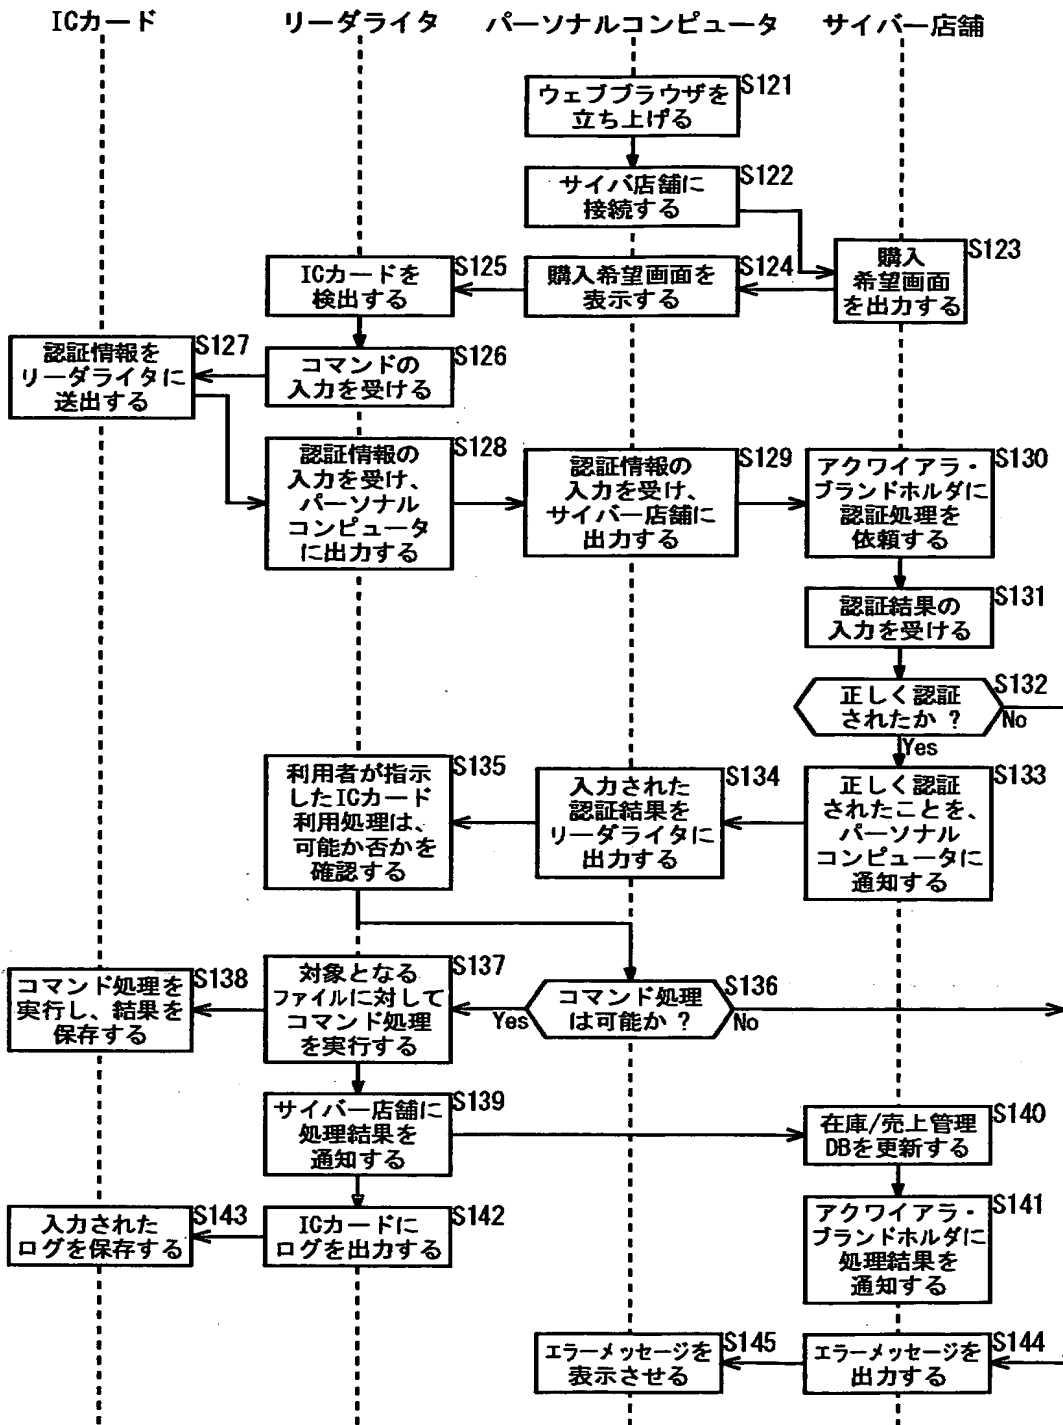 ICカード
リーダライタ
パーソナルコンピュータ
サイバー店舗
ウェブブラウザを
立ち上げる
S121
サイバ店舗に
接続する
S122
購入
希望画面
を出力する
S123
購入希望画面を
表示する
S124
ICカードを
検出する
S125
コマンドの
入力を受ける
S126
認証情報を
リーダライタに
送出する
S127
認証情報の
入力を受け、
パーソナル
コンピュータ
に出力する
S128
認証情報の
入力を受け、
サイバー店舗に
出力する
S129
アクワイアラ・
ブランドホルダに
認証処理を
依頼する
S130
認証結果の
入力を受ける
S131
正しく認証
されたか ?
S132
No
Yes
正しく認証
されたことを、
パーソナル
コンピュータに
通知する
S133
入力された
認証結果を
リーダライタに
出力する
S134
利用者が指示
したICカード
利用処理は、
可能か否かを
確認する
S135
コマンド処理
は可能か ?
S136
Yes
No
対象となる
ファイルに対して
コマンド処理
を実行する
S137
コマンド処理を
実行し、結果を
保存する
S138
サイバー店舗に
処理結果を
通知する
S139
在庫/売上管理
DBを更新する
S140
アクワイアラ・
ブランドホルダに
処理結果を
通知する
S141
ICカードに
ログを出力する
S142
入力された
ログを保存する
S143
エラーメッセージを
出力する
S144
エラーメッセージを
表示させる
S145